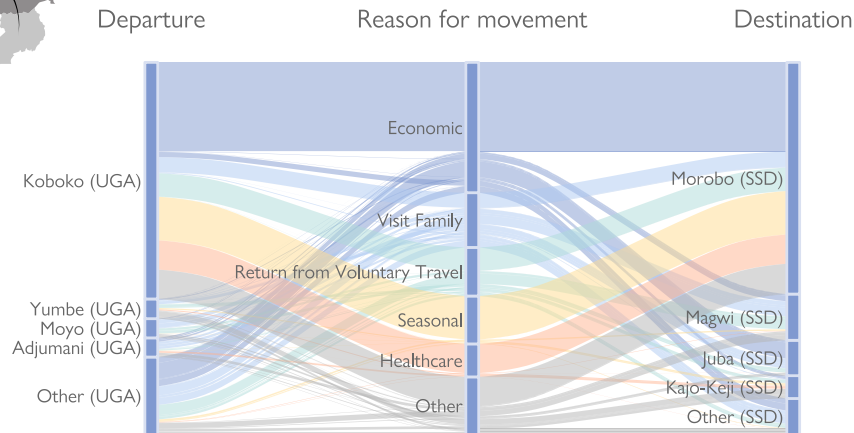 Departure
Reason for movement
Destination
Economic
Koboko (UGA)
Morobo (SSD)
Visit Family
Return from Voluntary Travel
Yumbe (UGA)
Seasonal
Magwi (SSD)
Moyo (UGA)
Adjumani (UGA)
Healthcare
Juba (SSD)
Kajo-Keji (SSD)
Other (UGA)
Other
Other (SSD)